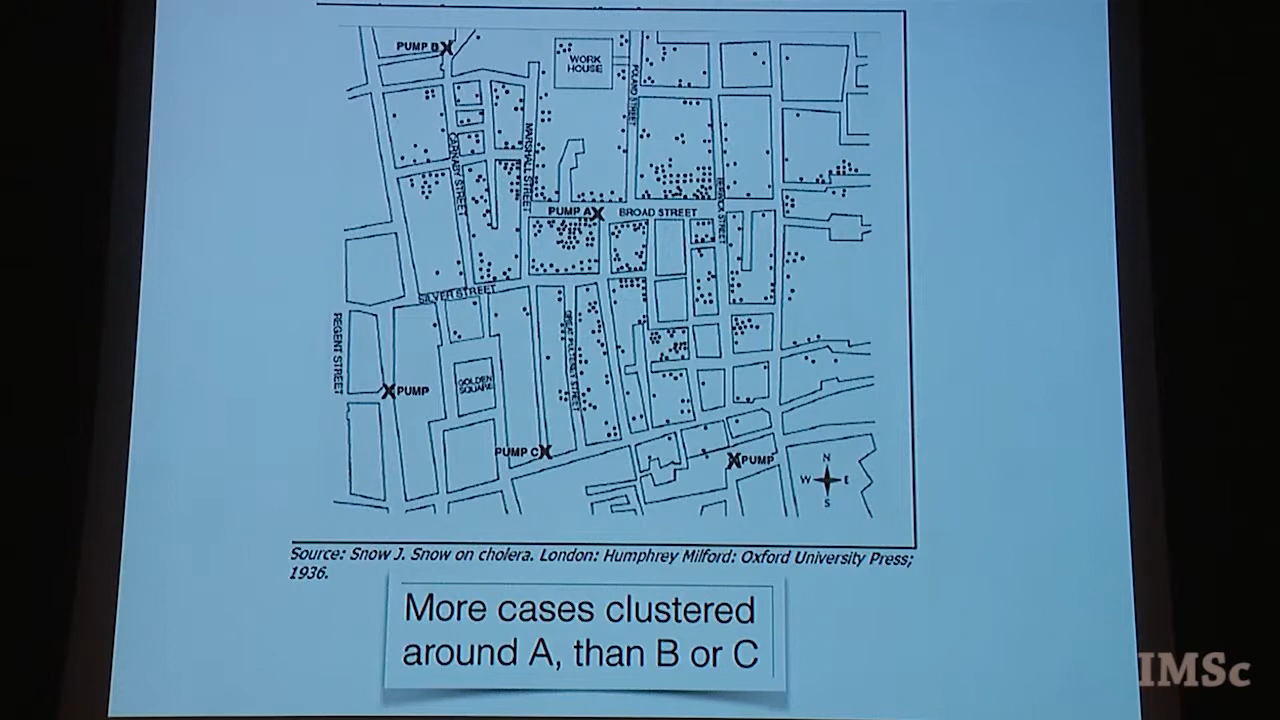 PUMP B
WORK
HOUSE
POLAND STREET
CARNABY STREET
MARSHALL STREET
PUMP A
BROAD STREET
BERWICK STREET
SILVER STREET
REGENT STREET
GREAT PULTENEY STREET
GOLDEN
SQUARE
PUMP
PUMP C
PUMP
N
W
E
S
Source: Snow J. Snow on cholera. London: Humphrey Milford: Oxford University Press;
1936.
More cases clustered
around A, than B or C
IMSc